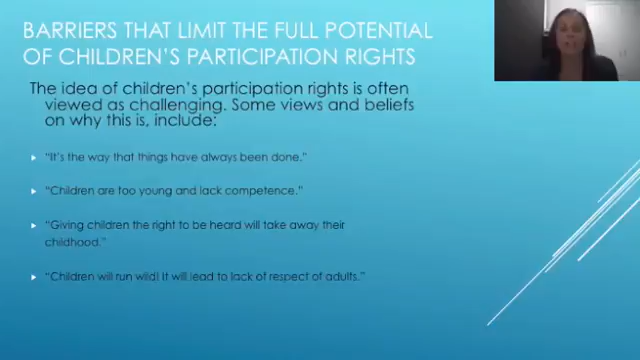 BARRIERS THAT LIMIT THE FULL POTENTIAL
OF CHILDREN'S PARTICIPATION RIGHTS
The idea of children's participation rights is often
viewed as challenging. Some views and beliefs
on why this is, include:
"It's the way that things have always been done."
"Children are too young and lack competence."
"Giving children the right to be heard will take away their
childhood."
"Children will run wild! It will lead to lack of respect of adults."